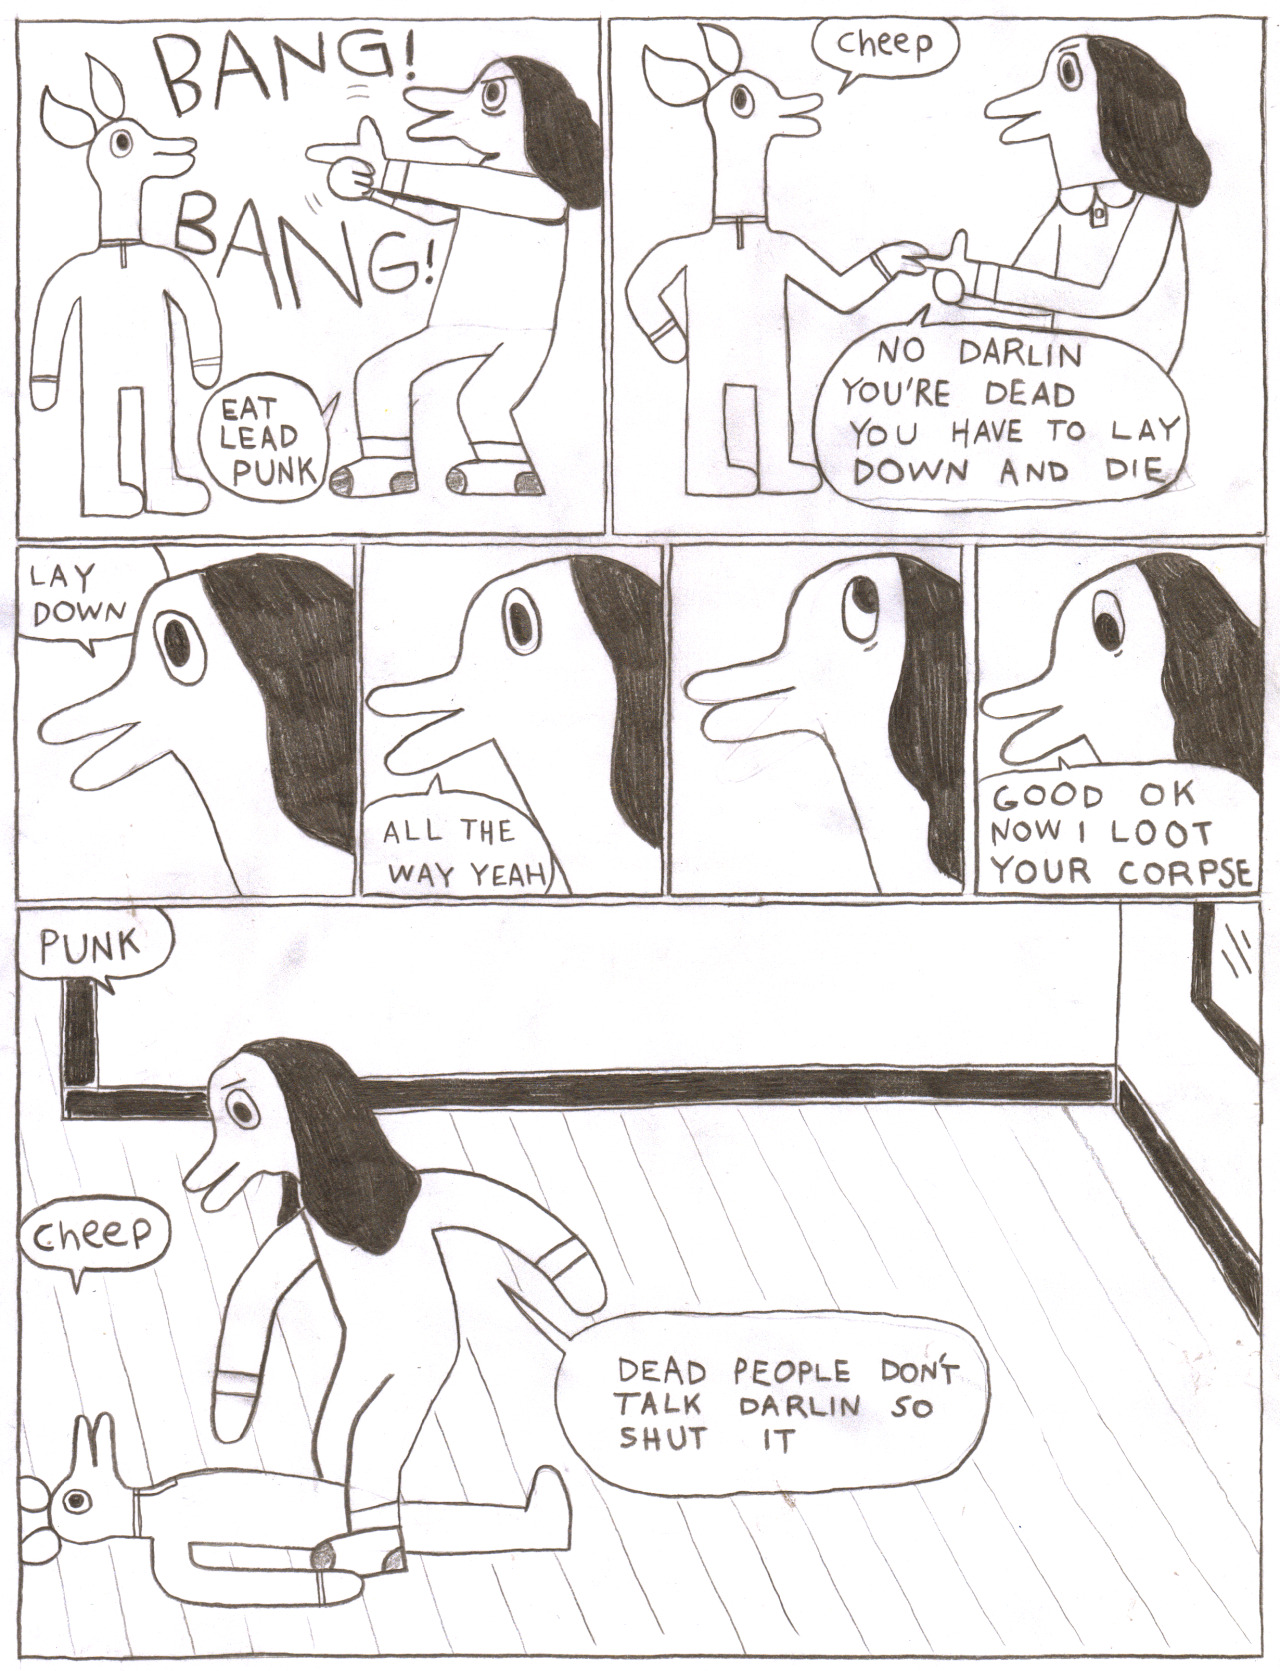 BANG!
BANG!
EAT
LEAD
PUNK
cheep
NO DARLIN
YOU'RE DEAD
YOU HAVE TO LAY
DOWN AND DIE
LAY
DOWN
ALL THE
WAY YEAH
GOOD OK
NOW I LOOT
YOUR CORPSE
PUNK
cheep
DEAD PEOPLE DON'T
TALK DARLIN SO
SHUT IT